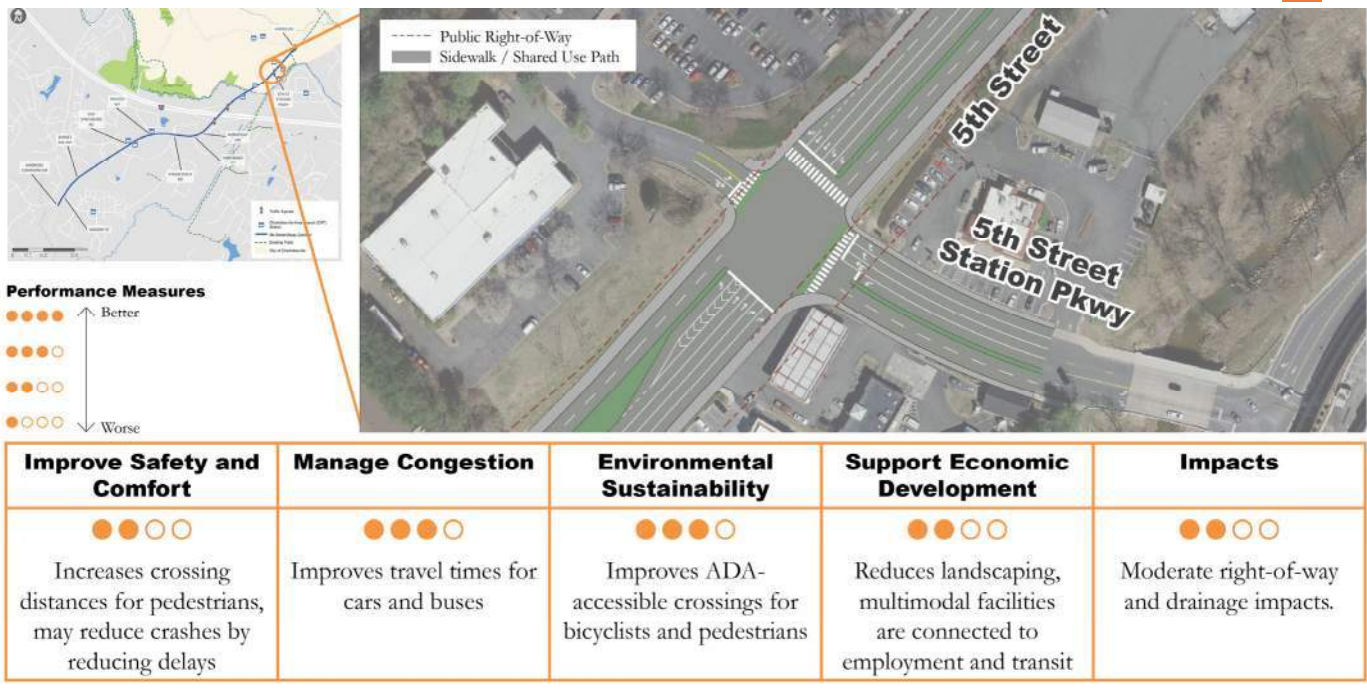 Public Right-of-Way
Sidewalk / Shared Use Path
5th Street
5th Street
Station Pkwy
Performance Measures
Better
Worse
Improve Safety and
Comfort
Increases crossing
distances for pedestrians,
may reduce crashes by
reducing delays
Manage Congestion
Improves travel times for
cars and buses
Environmental
Sustainability
Improves ADA-
accessible crossings for
bicyclists and pedestrians
Support Economic
Development
Reduces landscaping,
multimodal facilities
are connected to
employment and transit
Impacts
Moderate right-of-way
and drainage impacts.